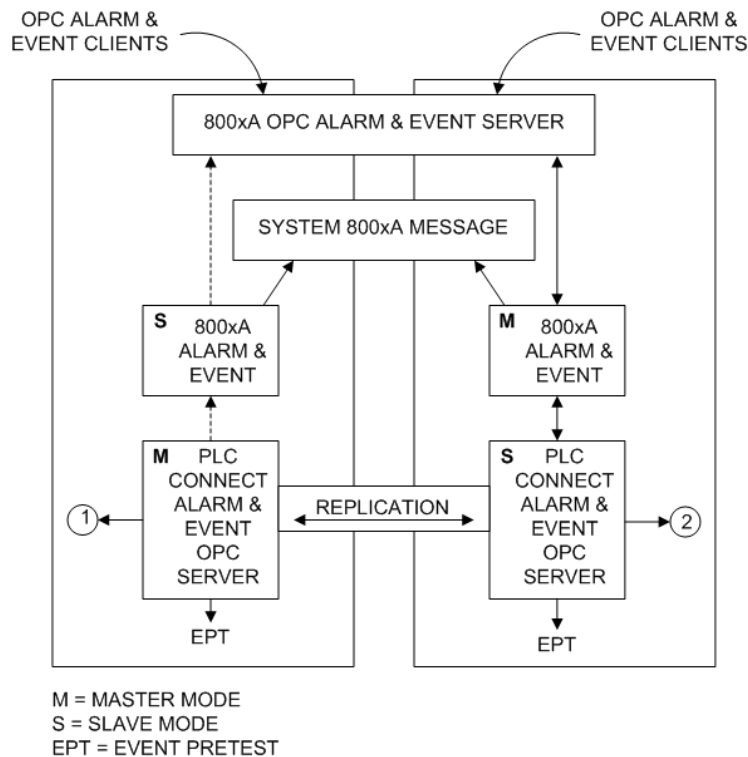 OPC ALARM &
EVENT CLIENTS
OPC ALARM &
EVENT CLIENTS
800xA OPC ALARM & EVENT SERVER
SYSTEM 800xA MESSAGE
S
800xA
ALARM &
EVENT
M
800xA
ALARM &
EVENT
M
PLC
CONNECT
ALARM &
EVENT
OPC
SERVER
REPLICATION
S
PLC
CONNECT
ALARM &
EVENT
OPC
SERVER
1
2
EPT
EPT
M = MASTER MODE
S = SLAVE MODE
EPT = EVENT PRETEST